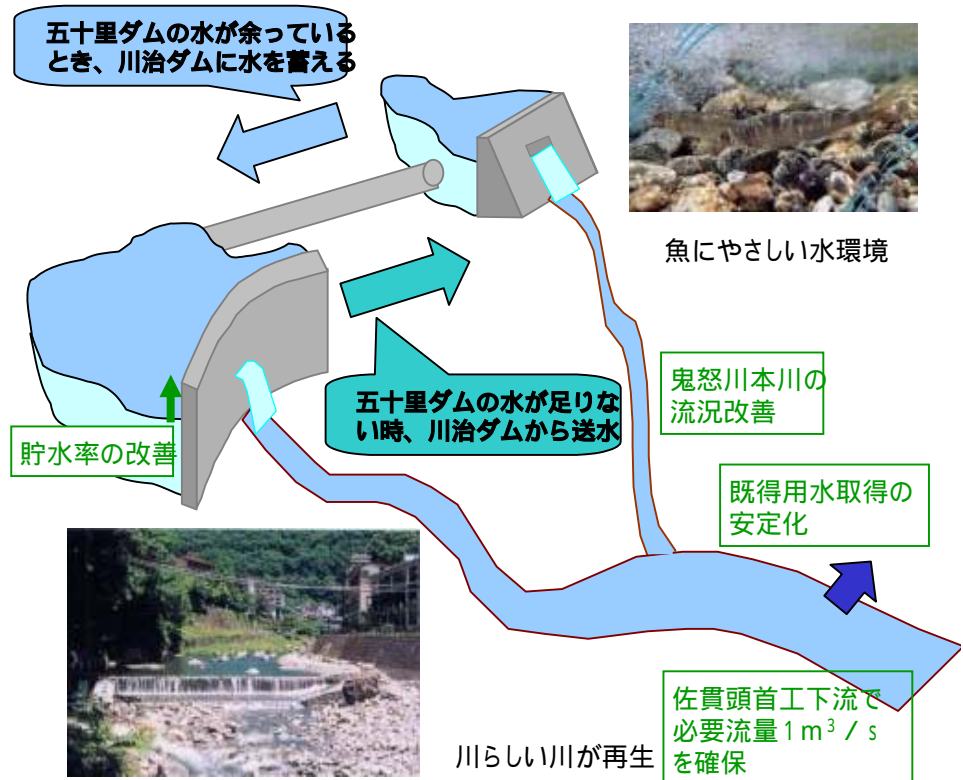 五十里ダムの水が余っている
とき、川治ダムに水を蓄える
魚にやさしい水環境
五十里ダムの水が足りな
い時、川治ダムから送水
鬼怒川本川の
流況改善
貯水率の改善
既得用水取得の
安定化
佐貫頭首工下流で
必要流量1m³/s
を確保
川らしい川が再生